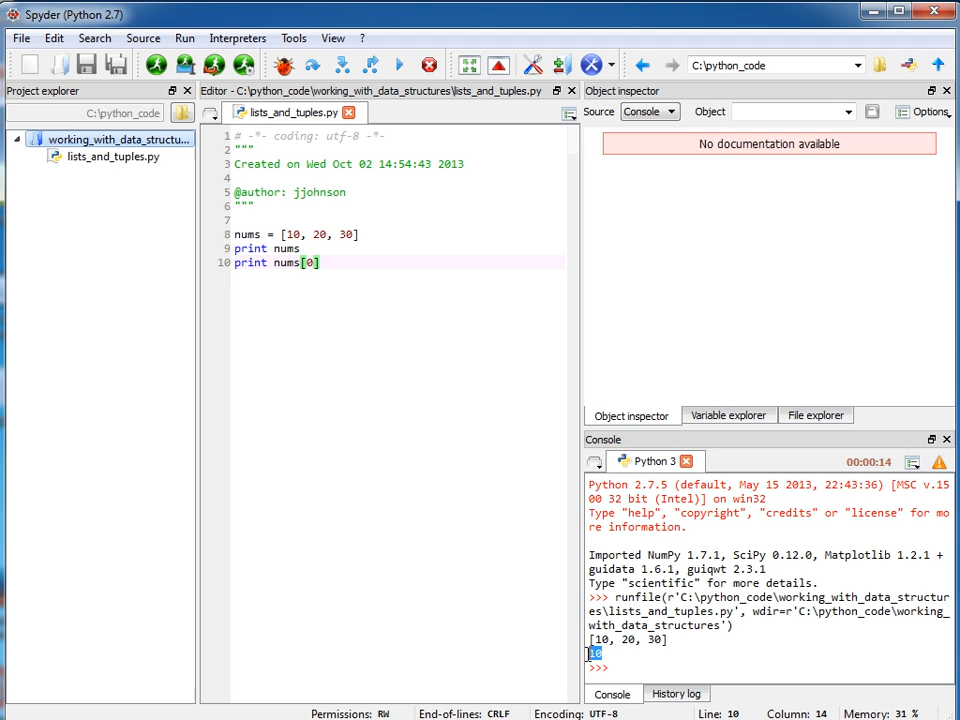 Spyder (Python 2.7)
File Edit Search Source Run Interpreters Tools View ?
C:\python_code
Project explorer
C:\python_code
working_with_data_structu...
lists_and_tuples.py
Editor - C:\python_code\working_with_data_structures\lists_and_tuples.py
lists_and_tuples.py
1 # -*- coding: utf-8 -*-
2 """
3 Created on Wed Oct 02 14:54:43 2013
4
5 @author: jjohnson
6 """
7
8 nums = [10, 20, 30]
9 print nums
10 print nums[0]
Object inspector
Source Console Object Options
No documentation available
Object inspector Variable explorer File explorer
Console
Python 3 00:00:14
Python 2.7.5 (default, May 15 2013, 22:43:36) [MSC v.15
00 32 bit (Intel)] on win32
Type "help", "copyright", "credits" or "license" for mo
re information.
Imported NumPy 1.7.1, SciPy 0.12.0, Matplotlib 1.2.1 +
guidata 1.6.1, guiqwt 2.3.1
Type "scientific" for more details.
>>> runfile(r'C:\python_code\working_with_data_structur
es\lists_and_tuples.py', wdir=r'C:\python_code\working_
with_data_structures')
[10, 20, 30]
10
>>>
Console History log
Permissions: RW End-of-lines: CRLF Encoding: UTF-8 Line: 10 Column: 14 Memory: 31 %